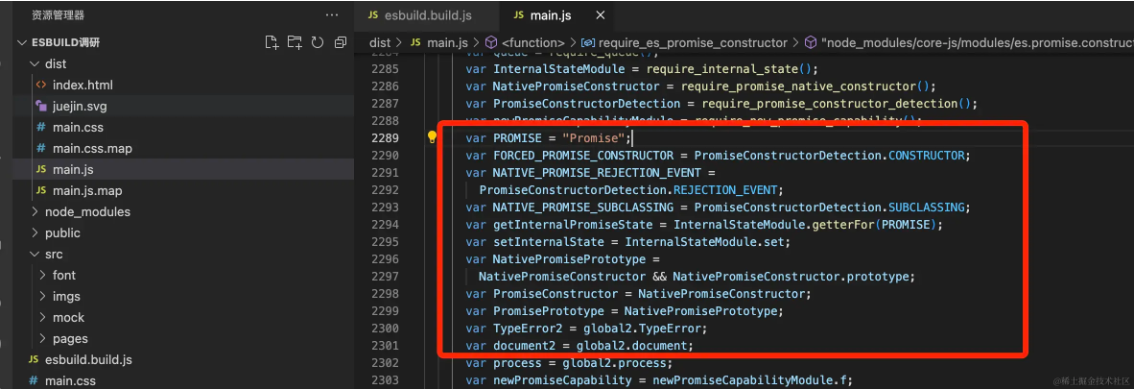 资源管理器
ESBUILD调研
dist
index.html
juejin.svg
main.css
main.css.map
main.js
main.js.map
node_modules
public
src
font
imgs
mock
pages
esbuild.build.js
main.css
JS esbuild.build.js
JS main.js
dist > JS main.js > <function> > require_es_promise_constructor > "node_modules/core-js/modules/es.promise.construct
2285 var InternalStateModule = require_internal_state();
2286 var NativePromiseConstructor = require_promise_native_constructor();
2287 var PromiseConstructorDetection = require_promise_constructor_detection();
2288 var newPromiseCapabilityModule = require_new_promise_capability();
2289 var PROMISE = "Promise";
2290 var FORCED_PROMISE_CONSTRUCTOR = PromiseConstructorDetection.CONSTRUCTOR;
2291 var NATIVE_PROMISE_REJECTION_EVENT =
2292 PromiseConstructorDetection.REJECTION_EVENT;
2293 var NATIVE_PROMISE_SUBCLASSING = PromiseConstructorDetection.SUBCLASSING;
2294 var getInternalPromiseState = InternalStateModule.getterFor(PROMISE);
2295 var setInternalState = InternalStateModule.set;
2296 var NativePromisePrototype =
2297 NativePromiseConstructor && NativePromiseConstructor.prototype;
2298 var PromiseConstructor = NativePromiseConstructor;
2299 var PromisePrototype = NativePromisePrototype;
2300 var TypeError2 = global2.TypeError;
2301 var document2 = global2.document;
2302 var process = global2.process;
2303 var newPromiseCapability = newPromiseCapabilityModule.f;
@稀土掘金技术社区